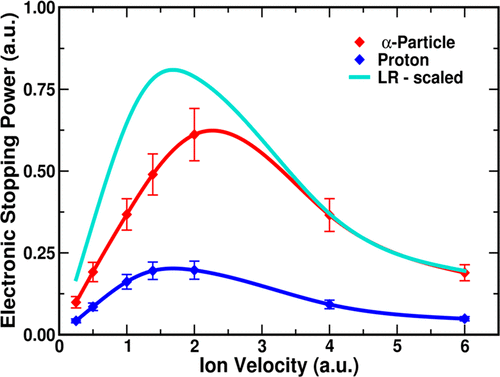 1.00
0.75
0.50
0.25
0.00
Electronic Stopping Power (a.u.)
α-Particle
Proton
LR - scaled
0 1 2 3 4 5 6
Ion Velocity (a.u.)